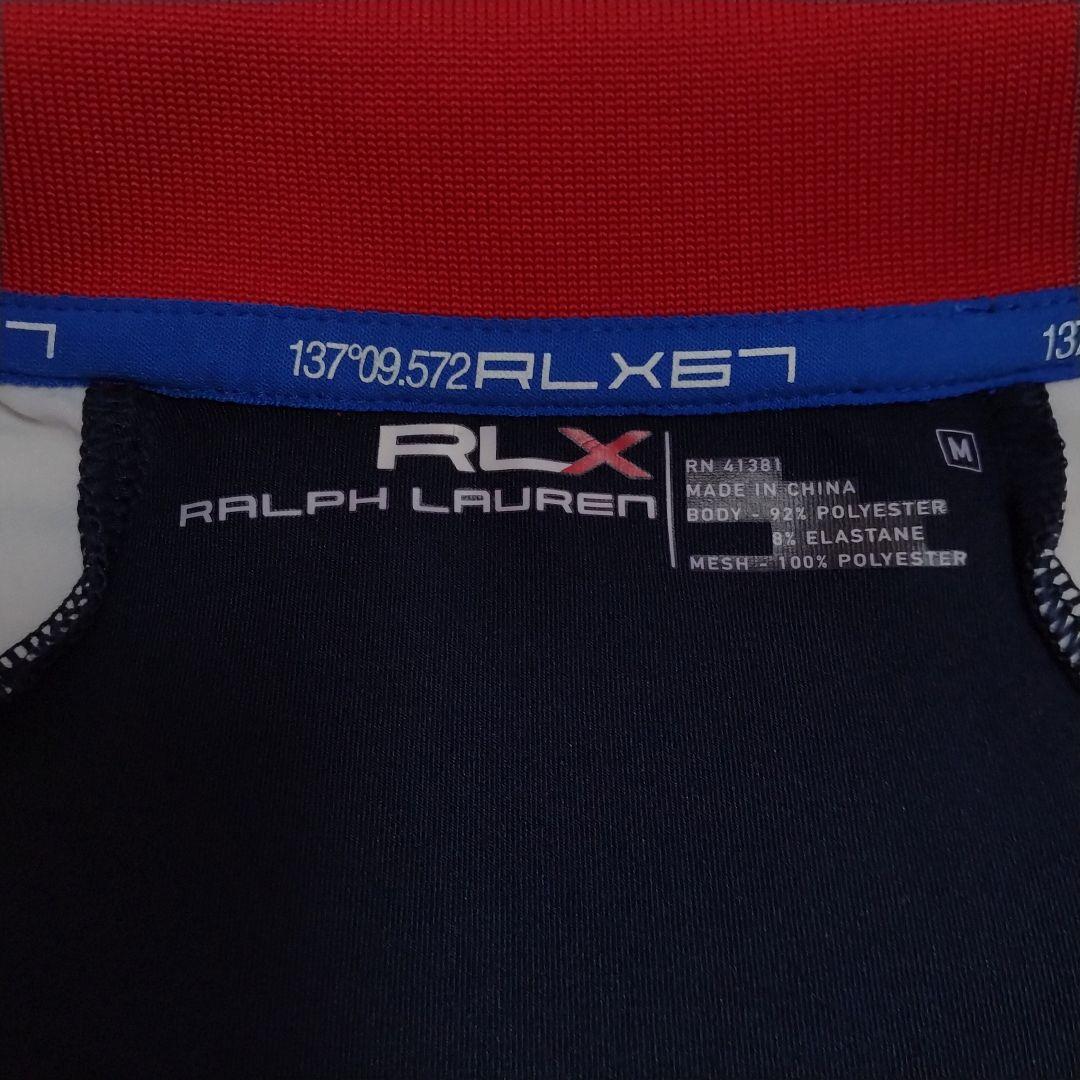 7 137°09.572RLX67 137
RLX
RALPH LAUREN
M
RN 41381
MADE IN CHINA
BODY - 92% POLYESTER
8% ELASTANE
MESH - 100% POLYESTER